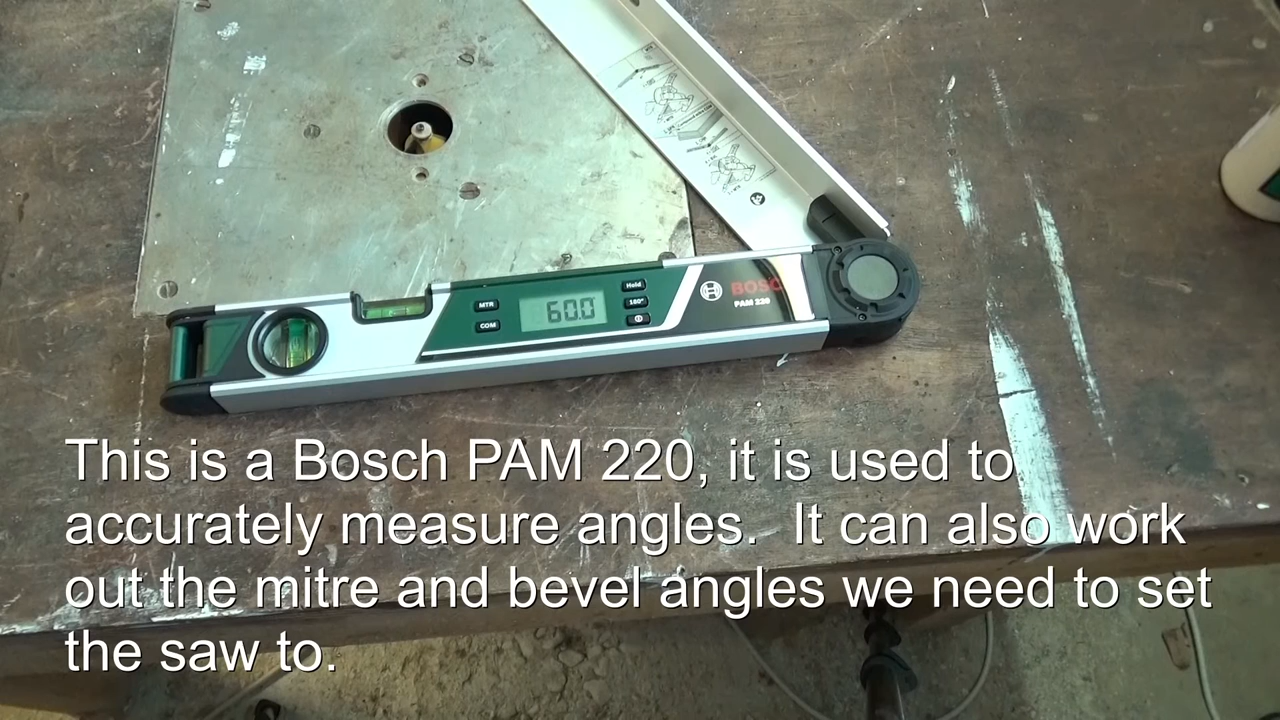 MTR
COM
60.0
Hold
180°
BOSCH
PAM 220
This is a Bosch PAM 220, it is used to
accurately measure angles.  It can also work
out the mitre and bevel angles we need to set
the saw to.